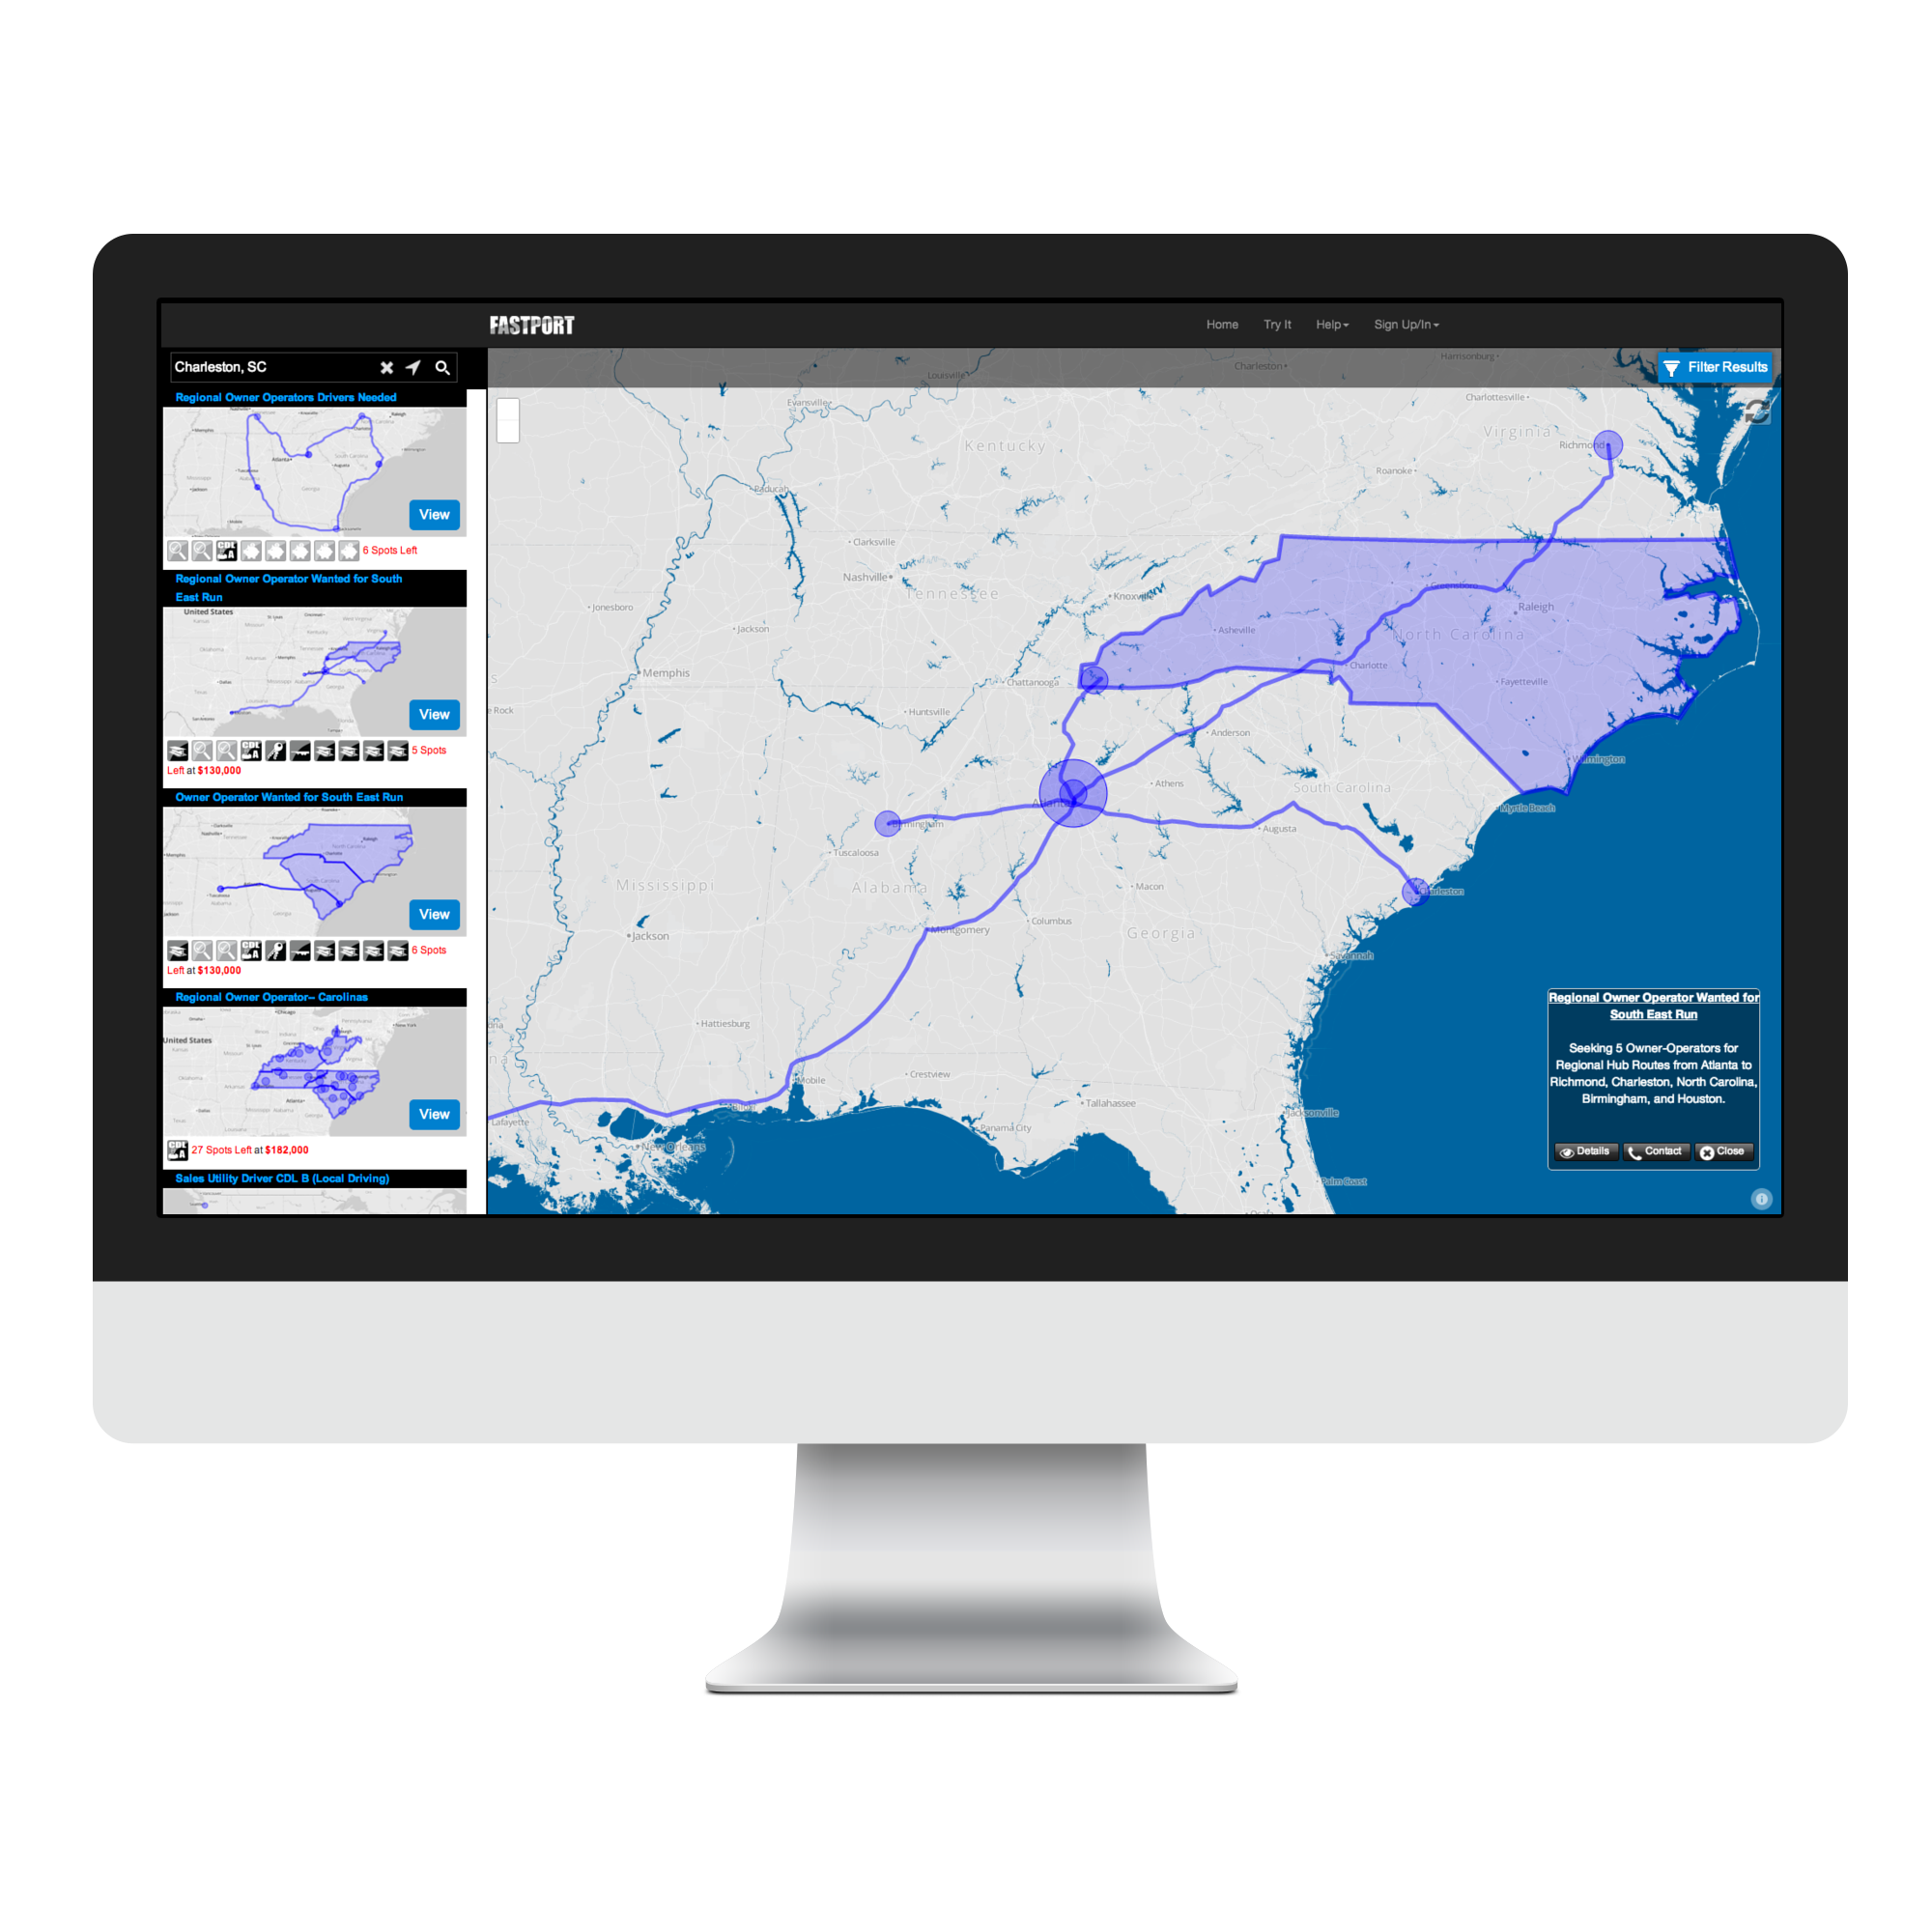 FASTPORT
Home Try It Help Sign Up/In
Charleston, SC
Filter Results
Regional Owner Operators Drivers Needed
View
6 Spots Left
Regional Owner Operator Wanted for South
East Run
United States
View
5 Spots
Left at $130,000
Owner Operator Wanted for South East Run
View
6 Spots
Left at $130,000
Regional Owner Operator-- Carolinas
United States
View
27 Spots Left at $182,000
Sales Utility Driver CDL B (Local Driving)
Harrisonburg
Charleston
Louisville
Charlottesville
Evansville
Virginia
Kentucky
Richmond
Roanoke
Paducah
Clarksville
Nashville
Tennessee
Knoxville
Greensboro
Jonesboro
Raleigh
Jackson
Asheville
North Carolina
Charlotte
Memphis
Chattanooga
Fayetteville
e Rock
Huntsville
Anderson
Wilmington
Athens
South Carolina
Atlanta
Myrtle Beach
Birmingham
Augusta
Tuscaloosa
Mississippi
Alabama
Macon
Charleston
Columbus
Montgomery
Georgia
Jackson
Savannah
Hattiesburg
Crestview
Mobile
Biloxi
Tallahassee
Jacksonville
Lafayette
Panama City
New Orleans
Palm Coast
Regional Owner Operator Wanted for
South East Run
Seeking 5 Owner-Operators for
Regional Hub Routes from Atlanta to
Richmond, Charleston, North Carolina,
Birmingham, and Houston.
Details Contact Close